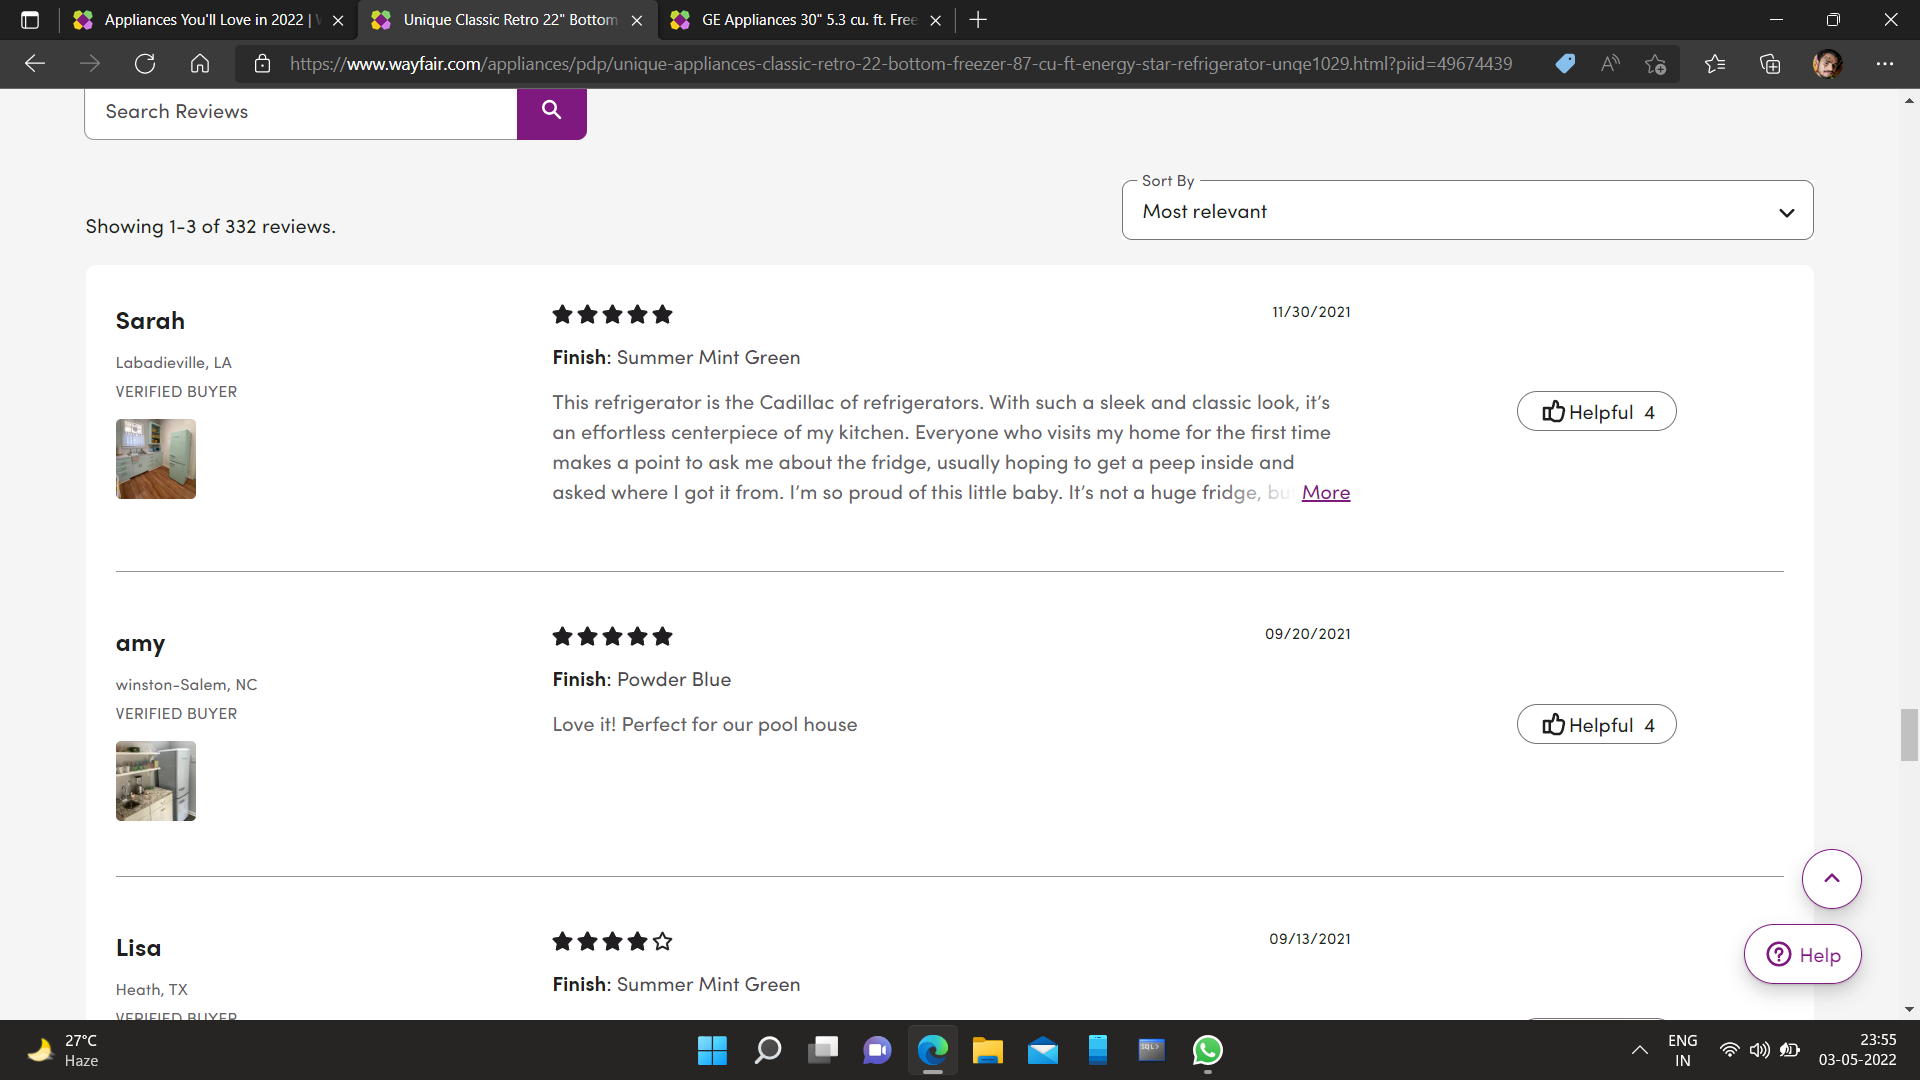 Appliances You'll Love in 2022 |
Unique Classic Retro 22" Bottom
GE Appliances 30" 5.3 cu. ft. Free
https://www.wayfair.com/appliances/pdp/unique-appliances-classic-retro-22-bottom-freezer-87-cu-ft-energy-star-refrigerator-unqe1029.html?piid=49674439
Search Reviews
Sort By
Most relevant
Showing 1-3 of 332 reviews.
Sarah
Labadieville, LA
VERIFIED BUYER
11/30/2021
Finish: Summer Mint Green
This refrigerator is the Cadillac of refrigerators. With such a sleek and classic look, it's
an effortless centerpiece of my kitchen. Everyone who visits my home for the first time
makes a point to ask me about the fridge, usually hoping to get a peep inside and
asked where I got it from. I'm so proud of this little baby. It's not a huge fridge, bu More
Helpful 4
amy
winston-Salem, NC
VERIFIED BUYER
09/20/2021
Finish: Powder Blue
Love it! Perfect for our pool house
Helpful 4
Lisa
Heath, TX
VERIFIED BUYER
09/13/2021
Finish: Summer Mint Green
Help
27°C
Haze
SQL>
ENG
IN
23:55
03-05-2022